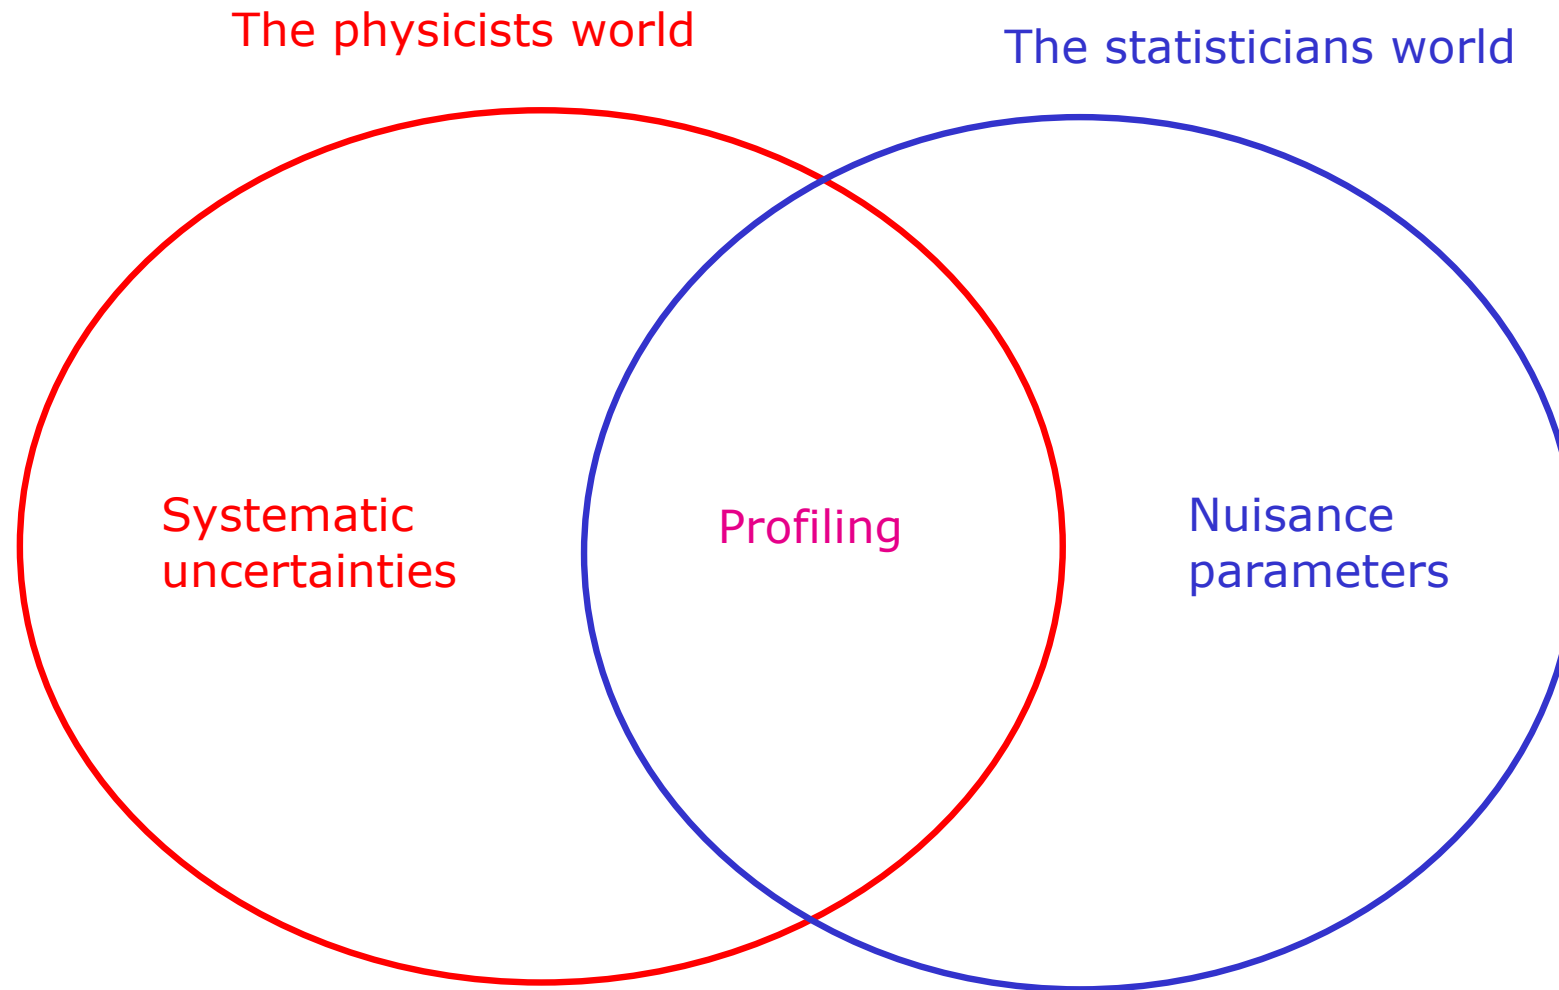 The physicists world
The statisticians world
Systematic
uncertainties
Profiling
Nuisance
parameters